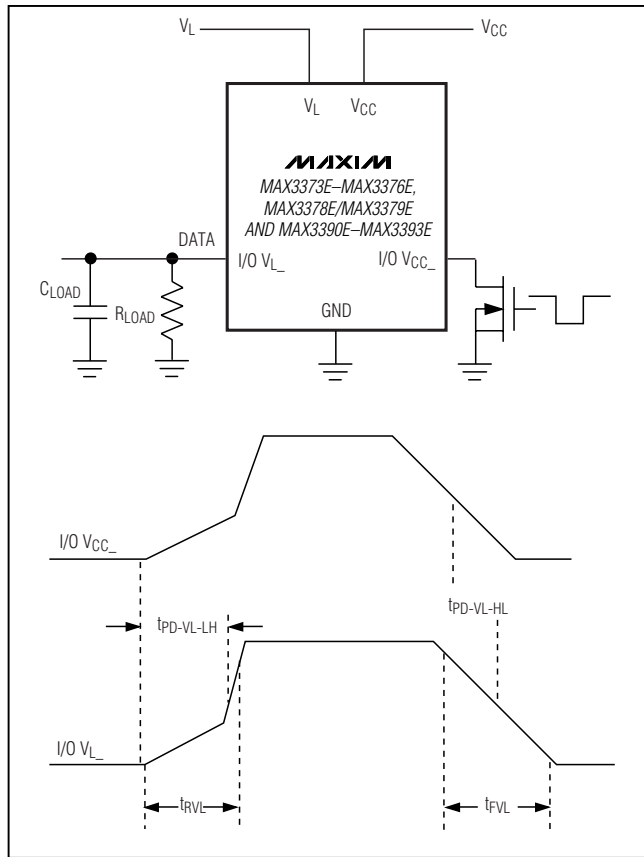 VL
VCC
VL VCC
MAXIM
MAX3373E–MAX3376E,
MAX3378E/MAX3379E
AND MAX3390E–MAX3393E
DATA
I/O VL_ I/O VCC_
CLOAD
RLOAD
GND
I/O VCC_
tPD-VL-LH
tPD-VL-HL
I/O VL_
tRVL
tFVL